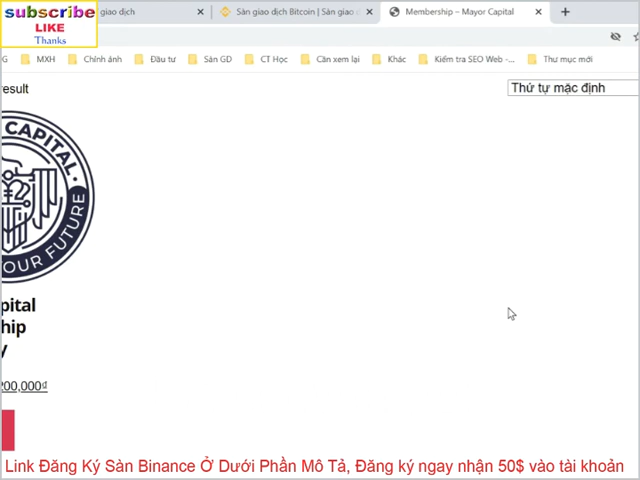 subscribe
LIKE
Thanks
giao dịch
Sàn giao dịch Bitcoin | Sàn giao d
Membership – Mayor Capital
G
MXH
Chính ảnh
Đầu tư
Sàn GD
CT Học
Cần xem lại
Khác
Kiểm tra SEO Web -...
Thư mục mới
result
Thứ tự mặc định
CAPITAL
OUR FUTURE
pital
hip
y
200,000₫
Link Đăng Ký Sàn Binance Ở Dưới Phần Mô Tả, Đăng ký ngay nhận 50$ vào tài khoản